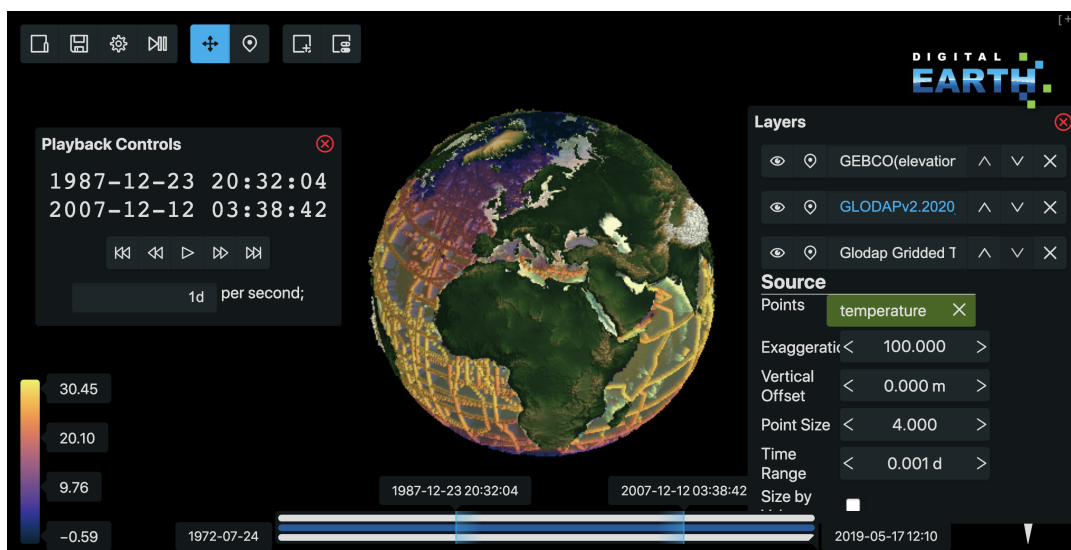 DIGITAL
EARTH
Playback Controls
1987-12-23 20:32:04
2007-12-12 03:38:42
1d per second;
Layers
GEBCO(elevation
GLODAPv2.2020
Glodap Gridded T
Source
Points temperature
Exaggeratio 100.000
Vertical
Offset
0.000 m
Point Size 4.000
Time
Range
0.001 d
Size by
30.45
20.10
9.76
−0.59
1987-12-23 20:32:04
2007-12-12 03:38:42
1972-07-24
2019-05-17 12:10